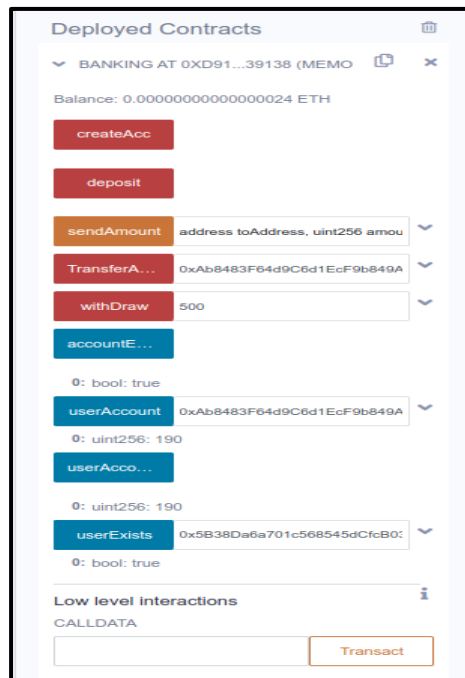 Deployed Contracts
BANKING AT 0XD91...39138 (MEMO
Balance: 0.00000000000000024 ETH
createAcc
deposit
sendAmount address toAddress, uint256 amou
TransferA... 0xAb8483F64d9C6d1EcF9b849A
withDraw 500
accountE...
0: bool: true
userAccount 0xAb8483F64d9C6d1EcF9b849A
0: uint256: 190
userAcco...
0: uint256: 190
userExists 0x5B38Da6a701c568545dCfcB03
0: bool: true
Low level interactions
i
CALLDATA
Transact